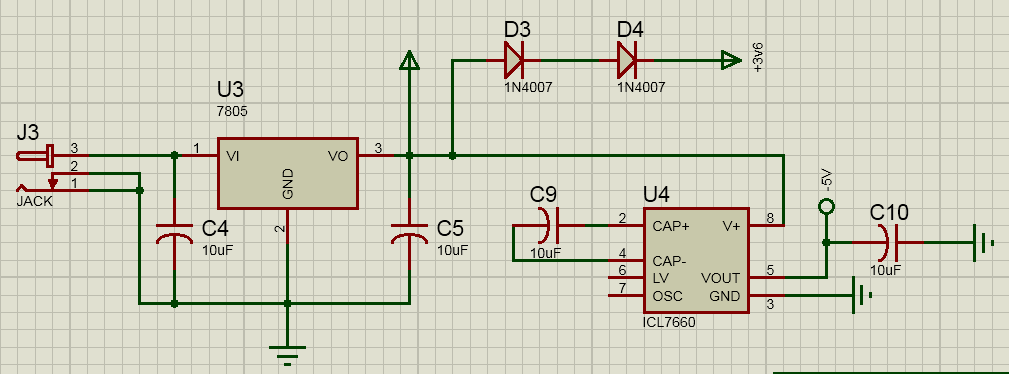 D3
D4
1N4007
1N4007
+3v6
U3
7805
J3
3
2
1
JACK
1
VI
VO
3
GND
2
C4
10uF
C5
10uF
C9
10uF
U4
2
CAP+
V+
8
4
CAP-
6
LV
VOUT
5
7
OSC
GND
3
ICL7660
-5V
C10
10uF